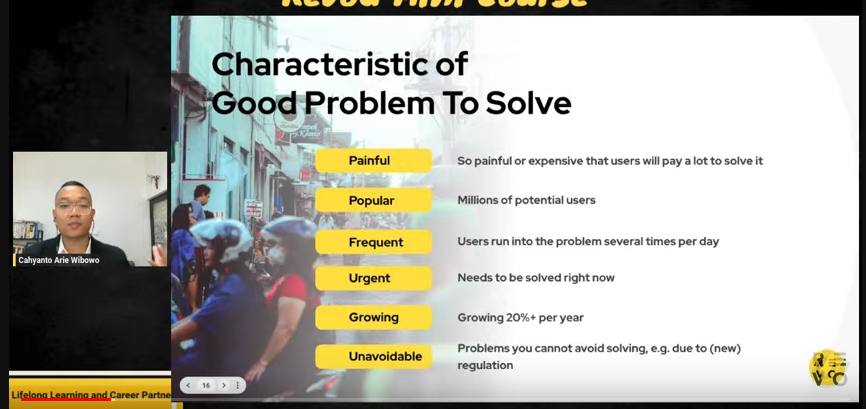 Characteristic of
Good Problem To Solve
Painful
So painful or expensive that users will pay a lot to solve it
Popular
Millions of potential users
Frequent
Users run into the problem several times per day
Urgent
Needs to be solved right now
Growing
Growing 20%+ per year
Unavoidable
Problems you cannot avoid solving, e.g. due to (new)
regulation
Cahyanto Arie Wibowo
16
Lifelong Learning and Career Partne